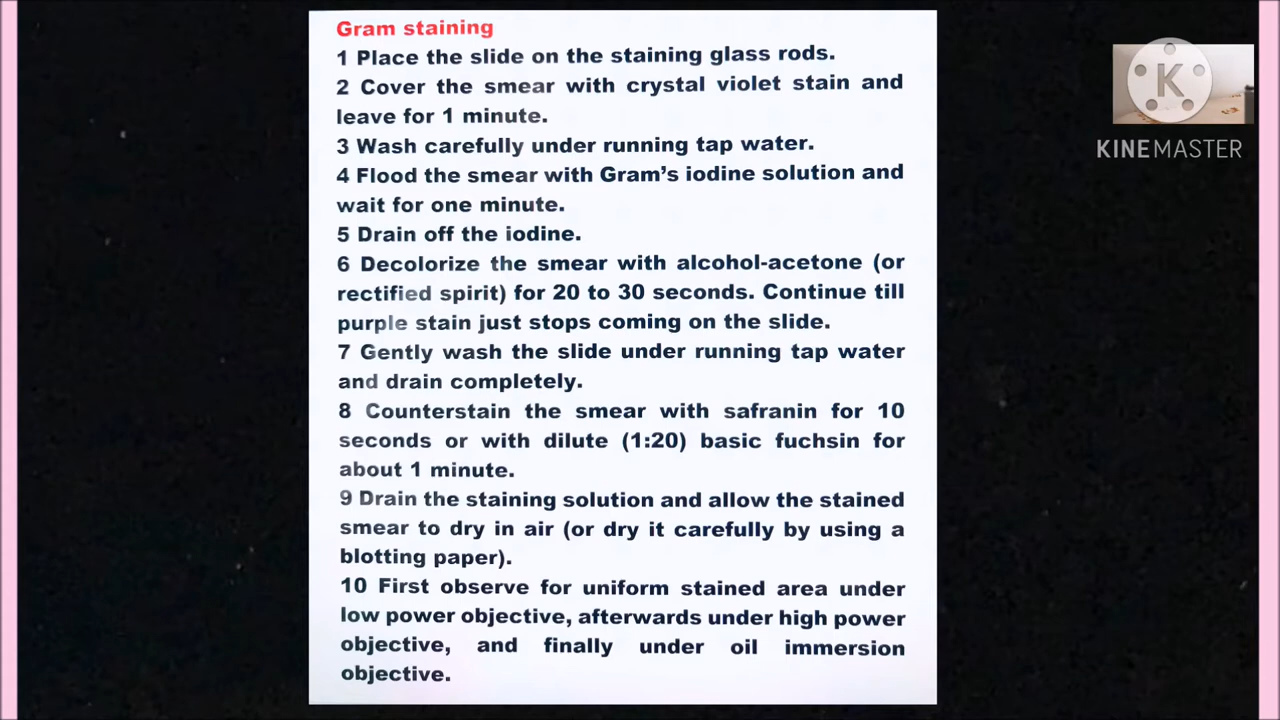 Gram staining
1 Place the slide on the staining glass rods.
2 Cover the smear with crystal violet stain and
leave for 1 minute.
3 Wash carefully under running tap water.
4 Flood the smear with Gram's iodine solution and
wait for one minute.
5 Drain off the iodine.
6 Decolorize the smear with alcohol-acetone (or
rectified spirit) for 20 to 30 seconds. Continue till
purple stain just stops coming on the slide.
7 Gently wash the slide under running tap water
and drain completely.
8 Counterstain the smear with safranin for 10
seconds or with dilute (1:20) basic fuchsin for
about 1 minute.
9 Drain the staining solution and allow the stained
smear to dry in air (or dry it carefully by using a
blotting paper).
10 First observe for uniform stained area under
low power objective, afterwards under high power
objective, and finally under oil immersion
objective.
K
KINEMASTER